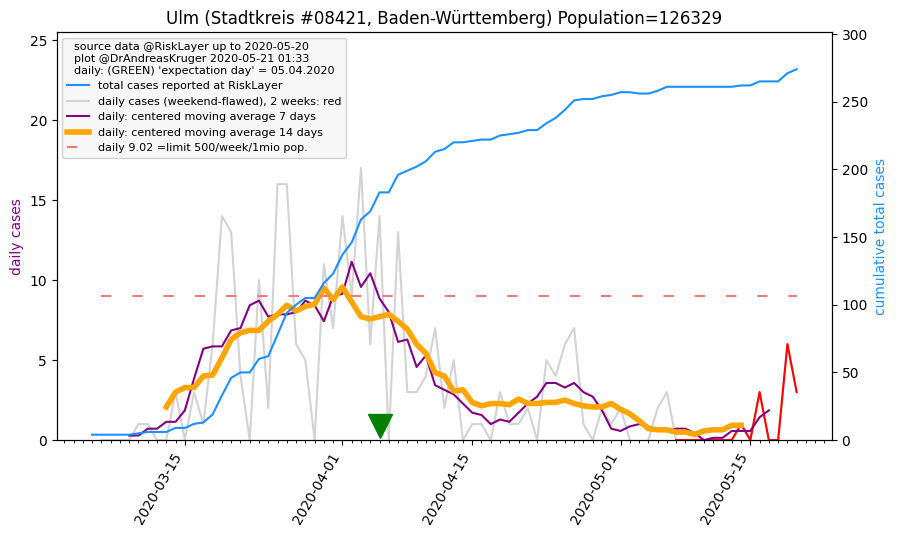 Ulm (Stadtkreis #08421, Baden-Württemberg) Population=126329
source data @RiskLayer up to 2020-05-20
plot @DrAndreasKruger 2020-05-21 01:33
daily: (GREEN) 'expectation day' = 05.04.2020
total cases reported at RiskLayer
daily cases (weekend-flawed), 2 weeks: red
daily: centered moving average 7 days
daily: centered moving average 14 days
daily 9.02 =limit 500/week/1mio pop.
daily cases
25
20
15
10
5
0
cumulative total cases
300
250
200
150
100
50
0
2020-03-15
2020-04-01
2020-04-15
2020-05-01
2020-05-15